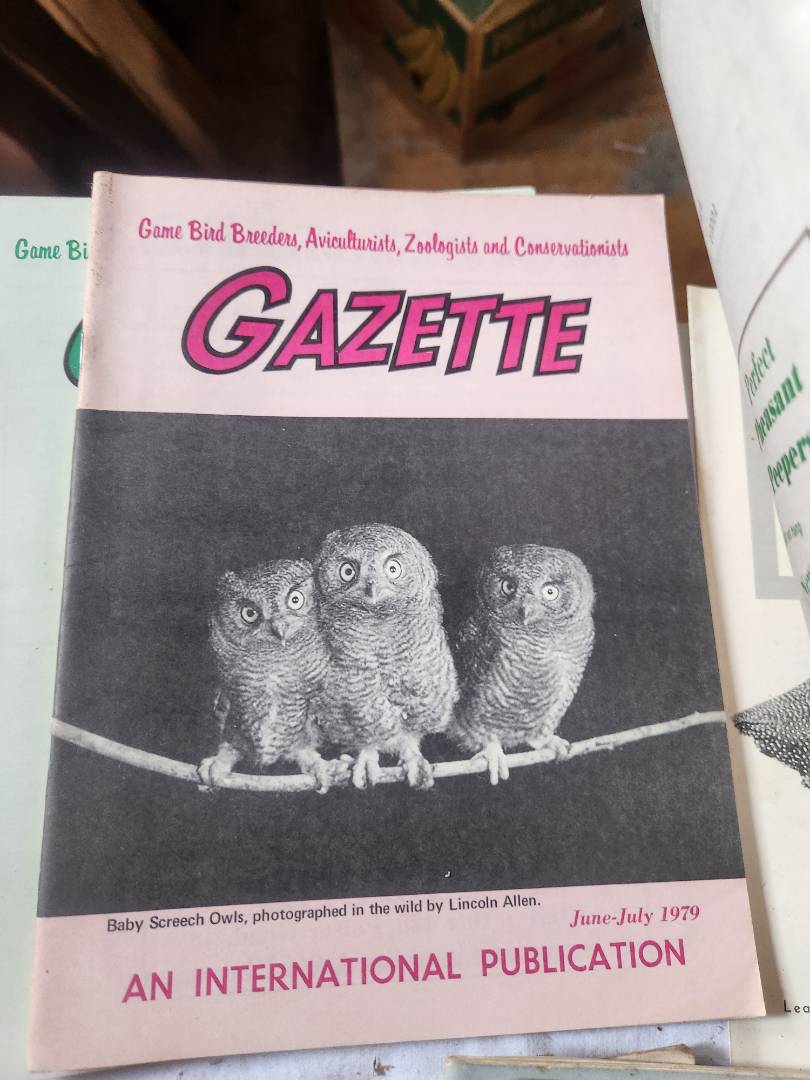 Game Bird Breeders, Aviculturists, Zoologists and Conservationists
GAZETTE
Baby Screech Owls, photographed in the wild by Lincoln Allen.
June-July 1979
AN INTERNATIONAL PUBLICATION
Game Bi
Perfect
Pheasant
Peepers
Lea